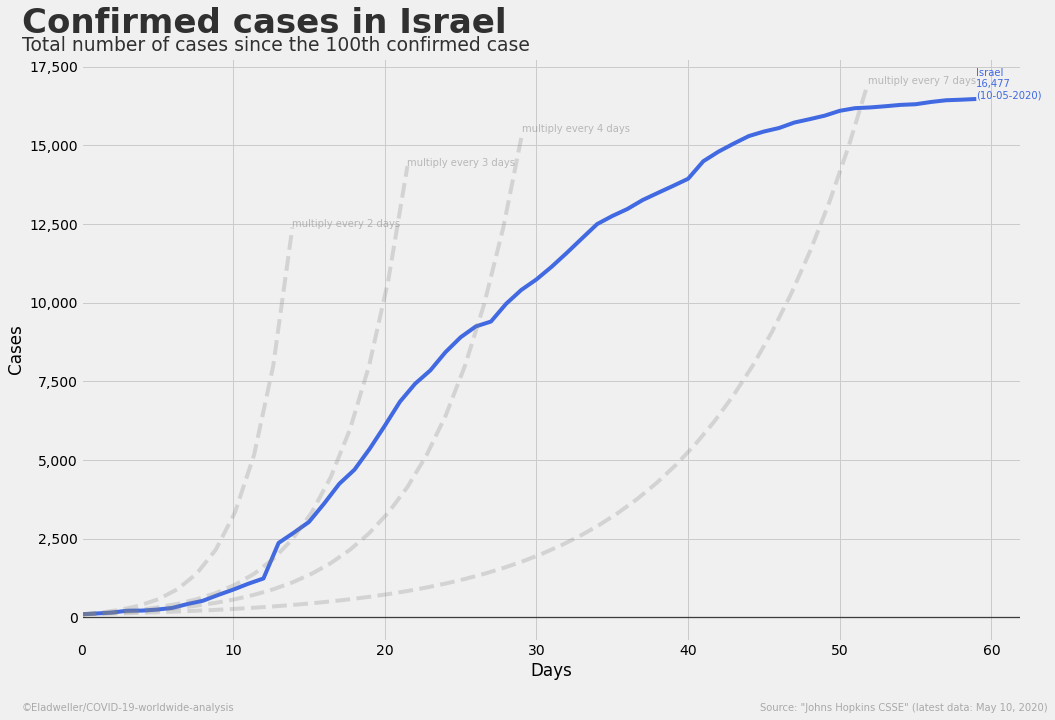 Confirmed cases in Israel
Total number of cases since the 100th confirmed case
17,500
15,000
12,500
10,000
7,500
5,000
2,500
0
Cases
multiply every 2 days
multiply every 3 days
multiply every 4 days
multiply every 7 days
Israel
16,477
(10-05-2020)
0
10
20
30
40
50
60
Days
©Eladweller/COVID-19-worldwide-analysis
Source: "Johns Hopkins CSSE" (latest data: May 10, 2020)